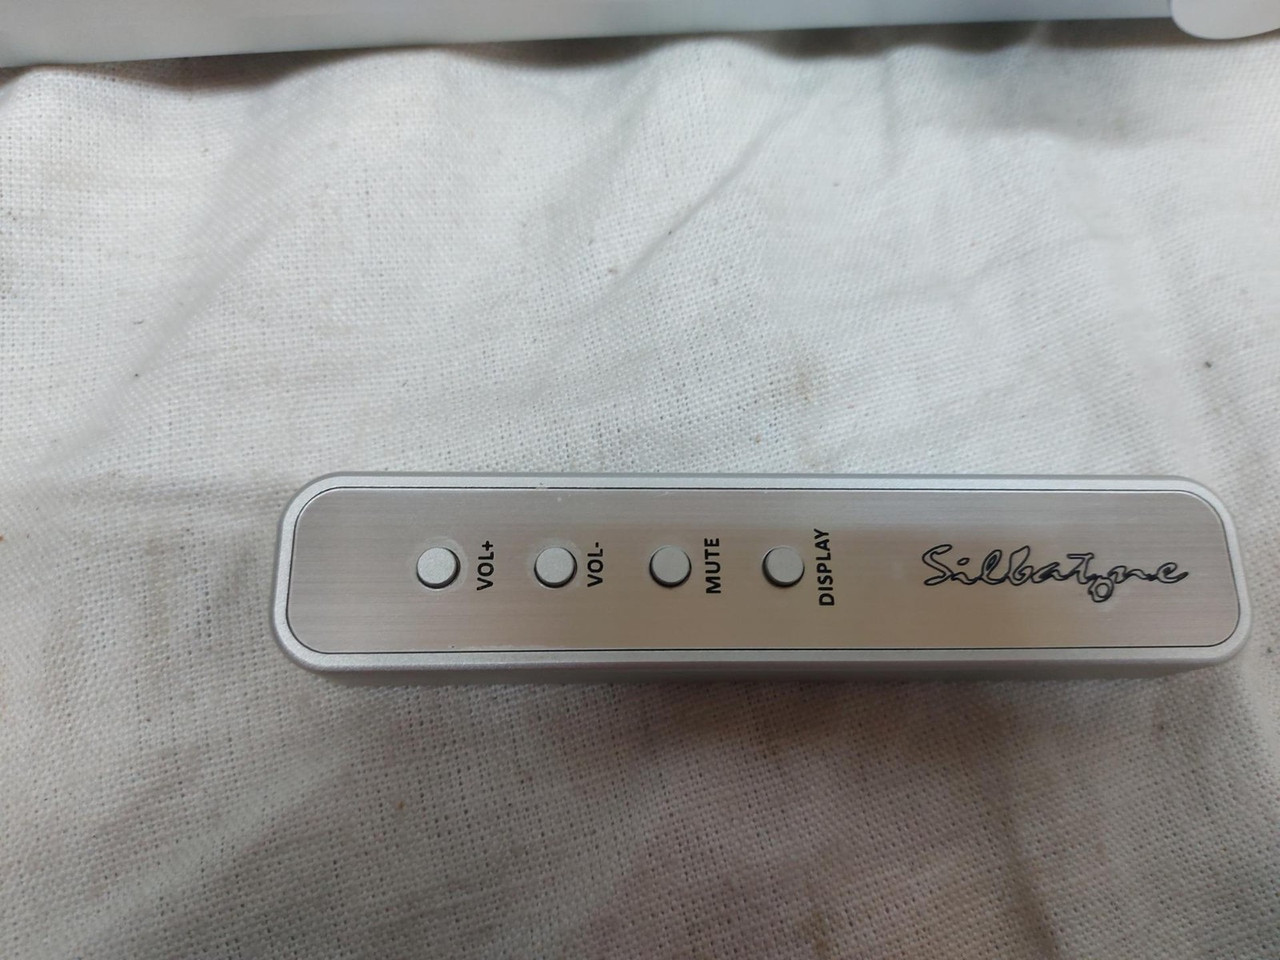 VOL+
VOL-
MUTE
DISPLAY
Silbatone